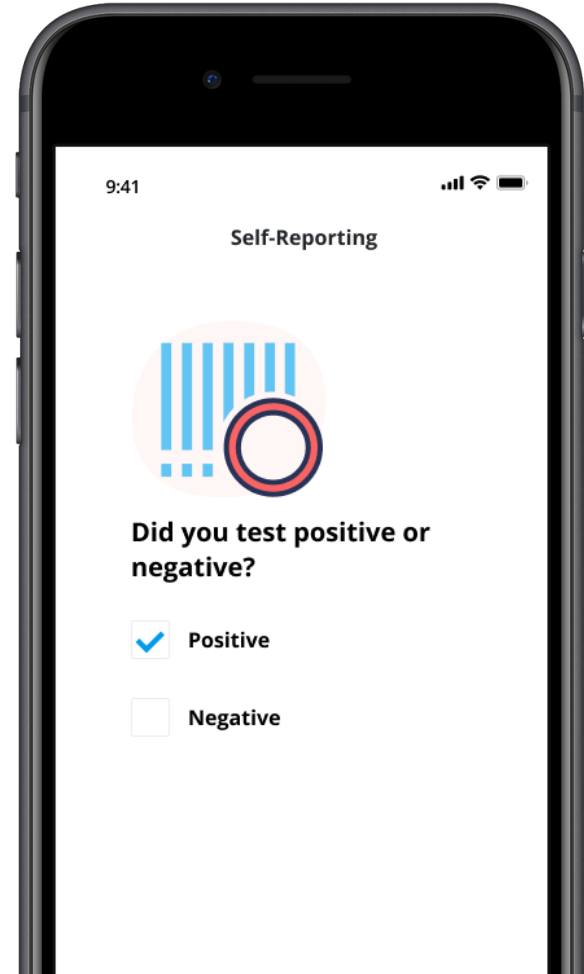 9:41
Self-Reporting
Did you test positive or
negative?
Positive
Negative